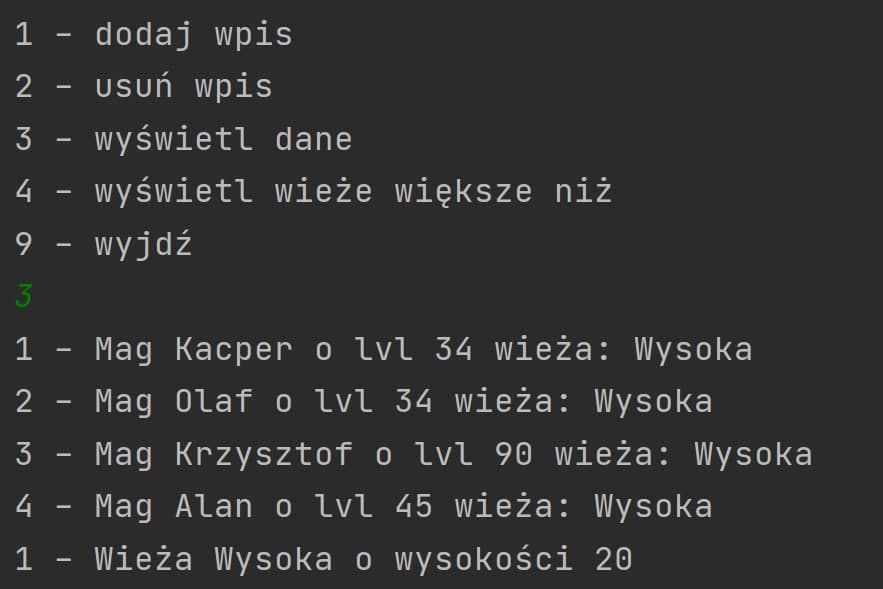 1 - dodaj wpis
2 - usuń wpis
3 - wyświetl dane
4 - wyświetl wieże większe niż
9 - wyjdź
3
1 - Mag Kacper o lvl 34 wieża: Wysoka
2 - Mag Olaf o lvl 34 wieża: Wysoka
3 - Mag Krzysztof o lvl 90 wieża: Wysoka
4 - Mag Alan o lvl 45 wieża: Wysoka
1 - Wieża Wysoka o wysokości 20